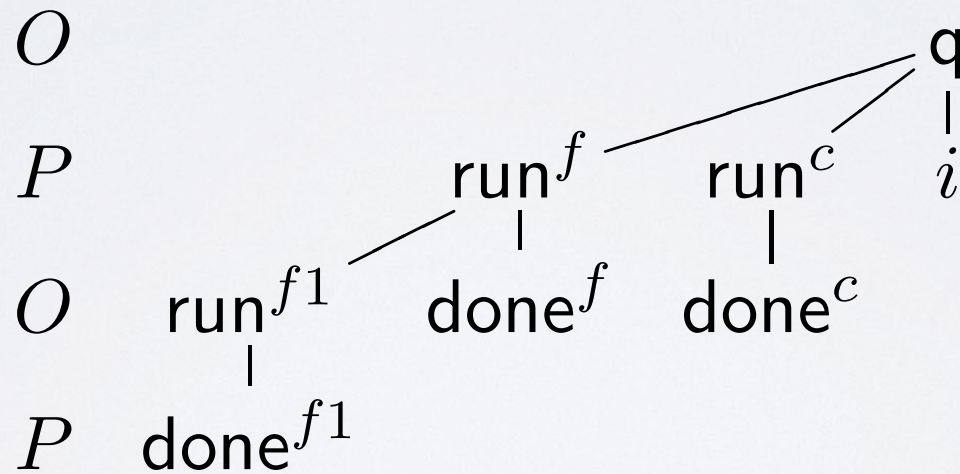 O q
P run^f run^c i
O run^{f1} done^f done^c
P done^{f1}